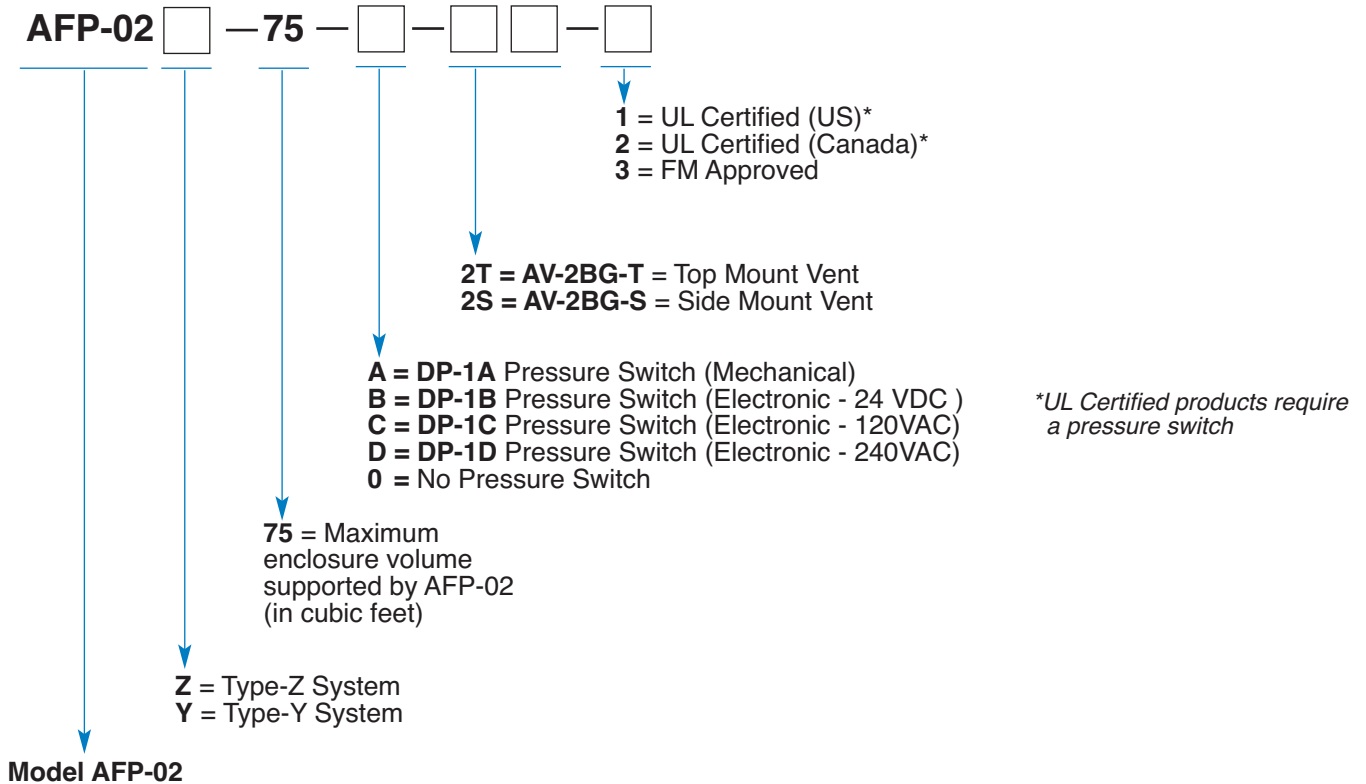 AFP-02 — 75 — — —
1 = UL Certified (US)*
2 = UL Certified (Canada)*
3 = FM Approved
2T = AV-2BG-T = Top Mount Vent
2S = AV-2BG-S = Side Mount Vent
A = DP-1A Pressure Switch (Mechanical)
B = DP-1B Pressure Switch (Electronic - 24 VDC )
C = DP-1C Pressure Switch (Electronic - 120VAC)
D = DP-1D Pressure Switch (Electronic - 240VAC)
0 = No Pressure Switch
*UL Certified products require
a pressure switch
75 = Maximum
enclosure volume
supported by AFP-02
(in cubic feet)
Z = Type-Z System
Y = Type-Y System
Model AFP-02